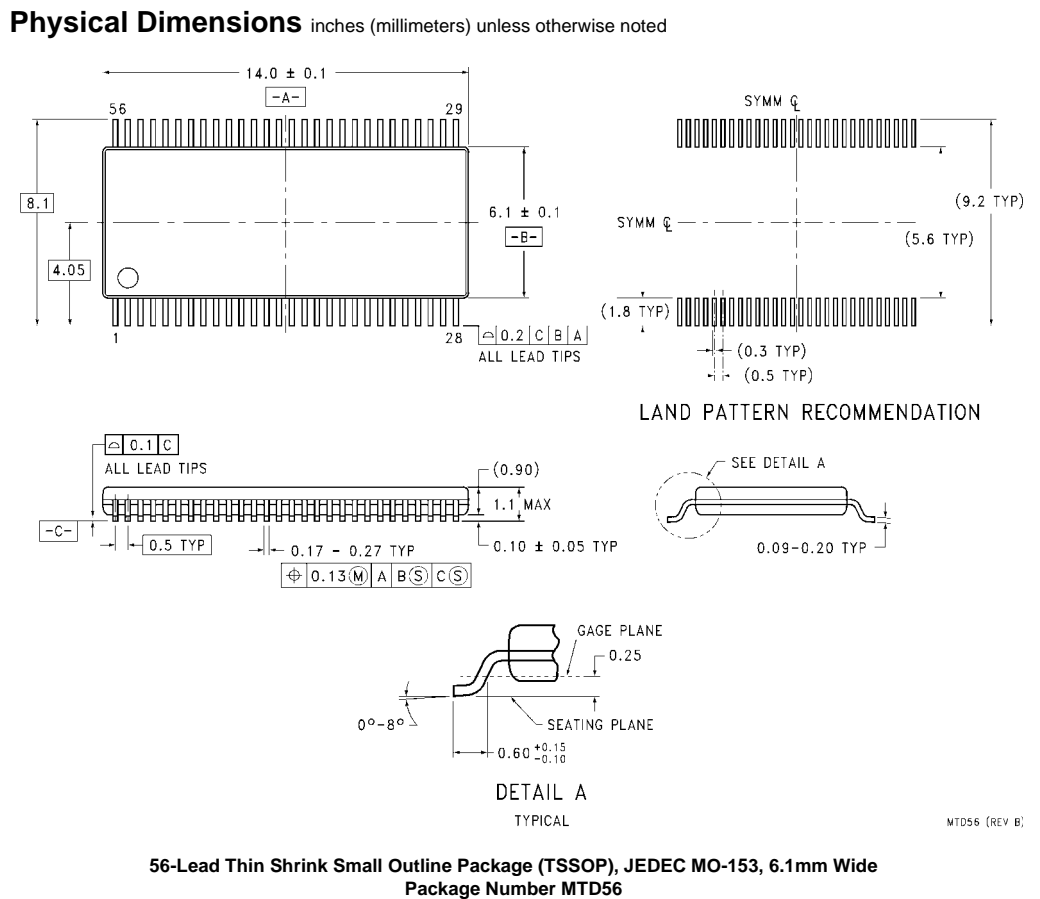 Physical Dimensions inches (millimeters) unless otherwise noted
14.0 ± 0.1
-A-
56
29
8.1
4.05
6.1 ± 0.1
-B-
1
28
⌓ 0.2 C B A
ALL LEAD TIPS
SYMM ℄
SYMM ℄
(9.2 TYP)
(5.6 TYP)
(1.8 TYP)
(0.3 TYP)
(0.5 TYP)
LAND PATTERN RECOMMENDATION
⌓ 0.1 C
ALL LEAD TIPS
(0.90)
1.1 MAX
-C-
0.5 TYP
0.17 - 0.27 TYP
0.10 ± 0.05 TYP
⌖ 0.13Ⓜ A BⓈ CⓈ
SEE DETAIL A
0.09-0.20 TYP
GAGE PLANE
0.25
0°-8°
SEATING PLANE
0.60 +0.15 -0.10
DETAIL A
TYPICAL
MTD56 (REV B)
56-Lead Thin Shrink Small Outline Package (TSSOP), JEDEC MO-153, 6.1mm Wide
Package Number MTD56